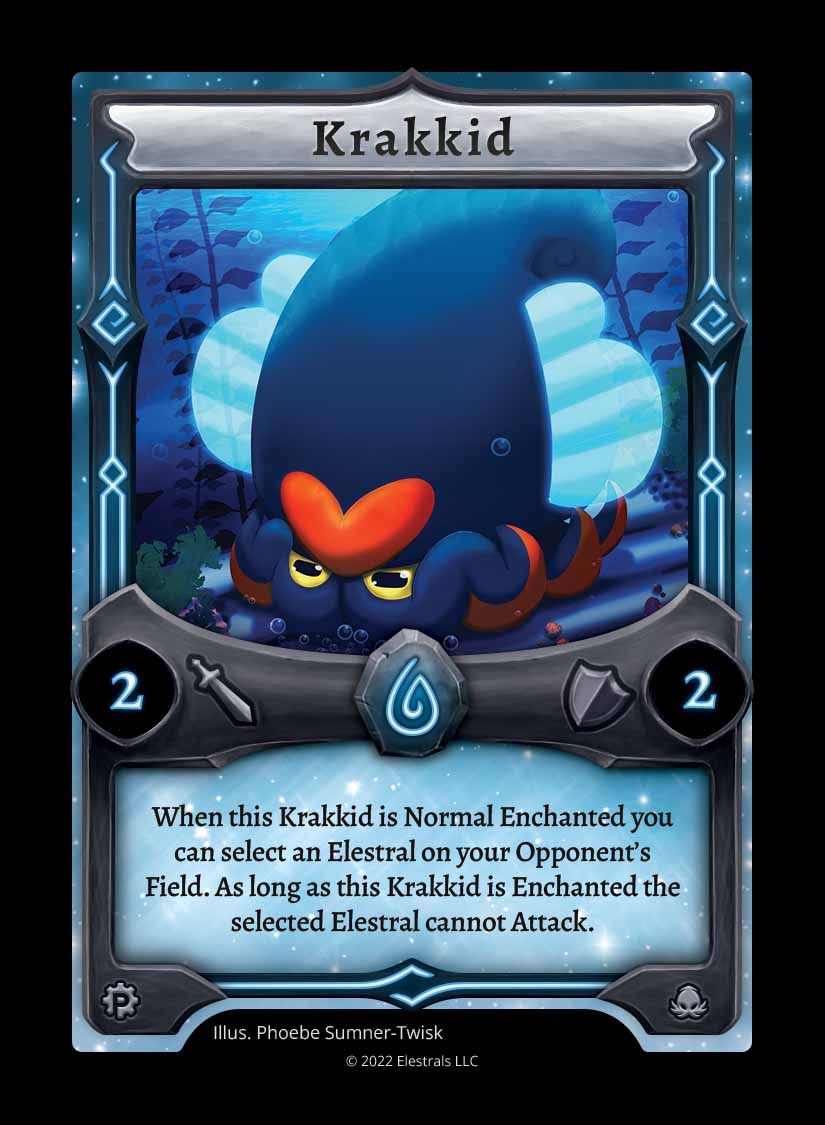 Krakkid
2
2
When this Krakkid is Normal Enchanted you
can select an Elestral on your Opponent's
Field. As long as this Krakkid is Enchanted the
selected Elestral cannot Attack.
P
Illus. Phoebe Sumner-Twisk
© 2022 Elestrals LLC